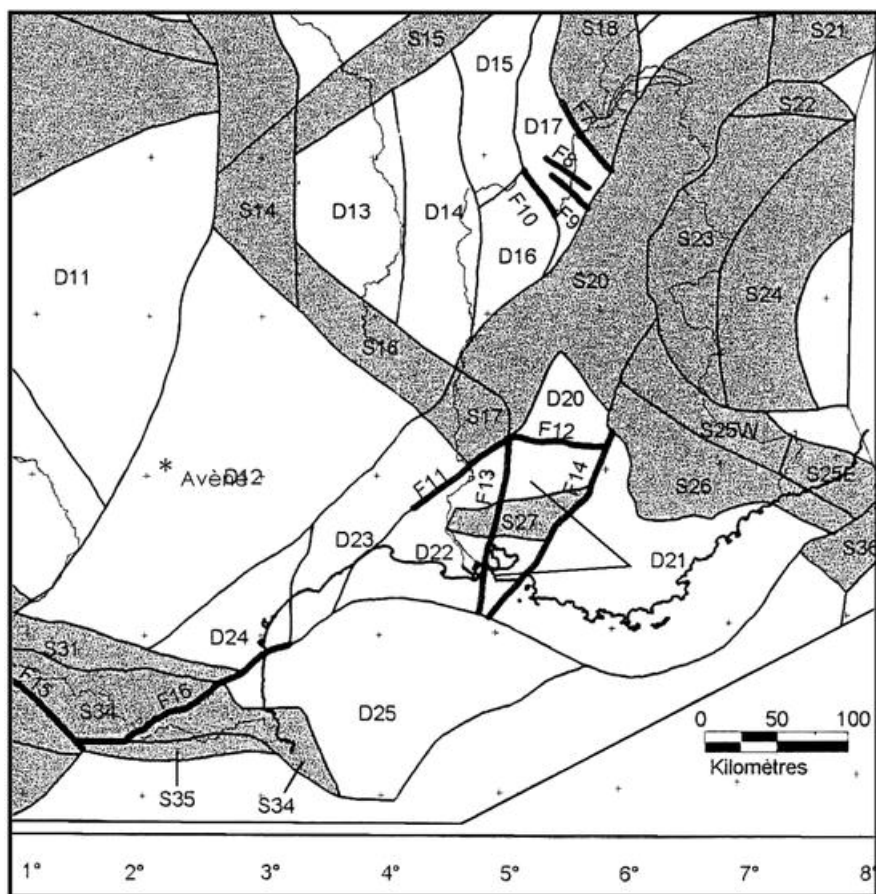 S18
S21
S15
D15
S22
D17
F7
F8
S14
D13
D14
F10
F9
D16
S23
D11
S20
S24
S16
D20
S17
F12
S25W
* Avène
D12
F11
F13
F14
S25E
S26
S27
D23
D22
D21
S36
D24
S31
F15
F16
S34
D25
0 50 100
Kilomètres
S35
S34
1° 2° 3° 4° 5° 6° 7° 8°